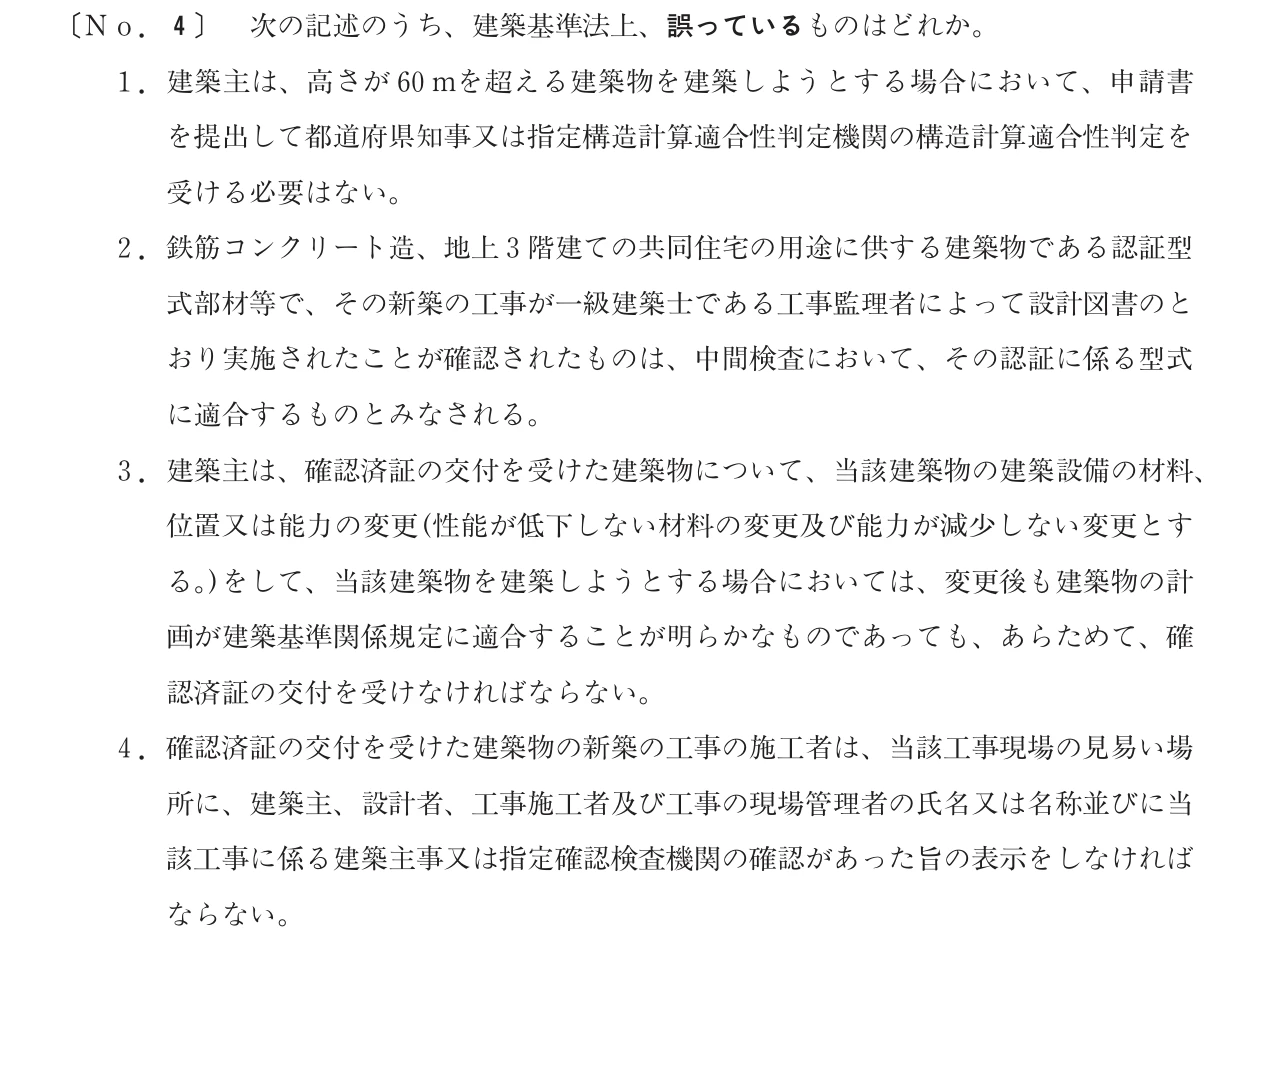 〔Ｎｏ．４〕　次の記述のうち、建築基準法上、誤っているものはどれか。
１．建築主は、高さが 60 mを超える建築物を建築しようとする場合において、申請書
を提出して都道府県知事又は指定構造計算適合性判定機関の構造計算適合性判定を
受ける必要はない。
２．鉄筋コンクリート造、地上３階建ての共同住宅の用途に供する建築物である認証型
式部材等で、その新築の工事が一級建築士である工事監理者によって設計図書のと
おり実施されたことが確認されたものは、中間検査において、その認証に係る型式
に適合するものとみなされる。
３．建築主は、確認済証の交付を受けた建築物について、当該建築物の建築設備の材料、
位置又は能力の変更(性能が低下しない材料の変更及び能力が減少しない変更とす
る。)をして、当該建築物を建築しようとする場合においては、変更後も建築物の計
画が建築基準関係規定に適合することが明らかなものであっても、あらためて、確
認済証の交付を受けなければならない。
４．確認済証の交付を受けた建築物の新築の工事の施工者は、当該工事現場の見易い場
所に、建築主、設計者、工事施工者及び工事の現場管理者の氏名又は名称並びに当
該工事に係る建築主事又は指定確認検査機関の確認があった旨の表示をしなければ
ならない。